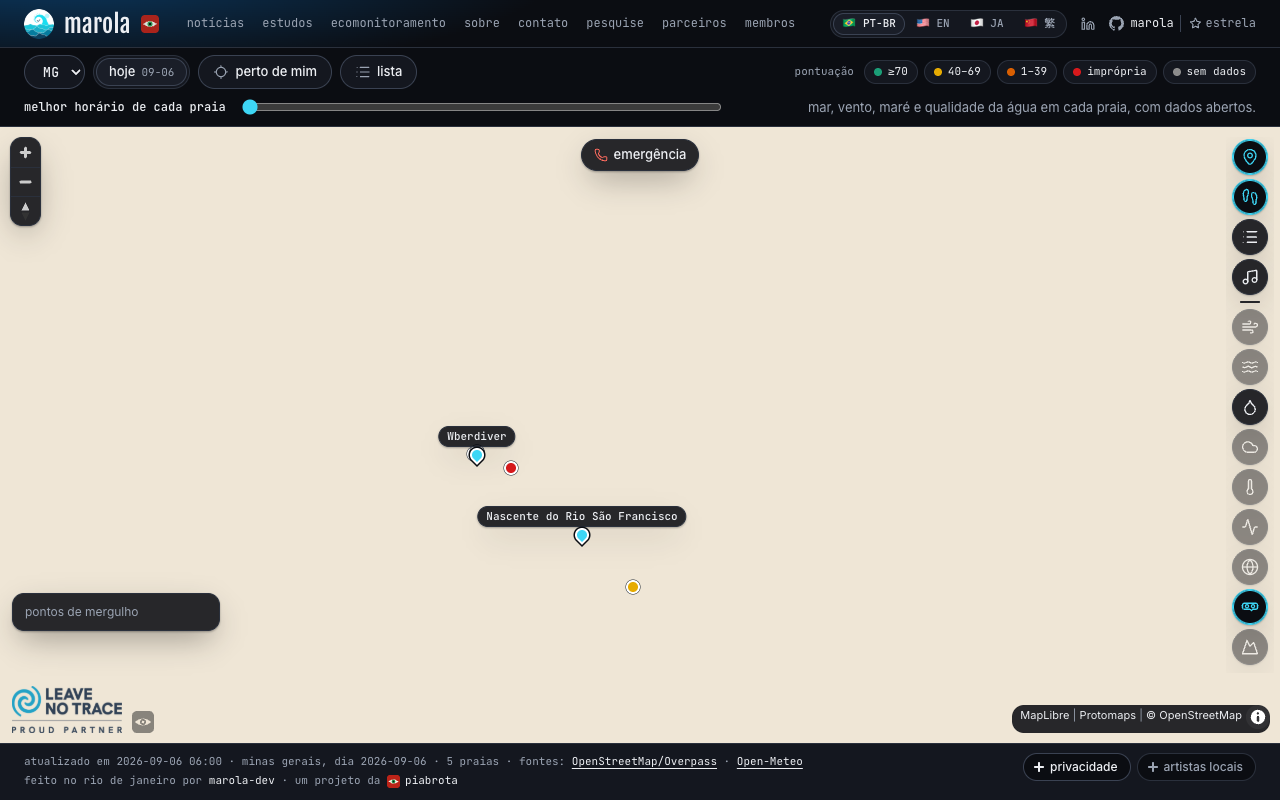 marola
notícias estudos ecomonitoramento sobre contato pesquise parceiros membros
PT-BR EN JA 繁
marola estrela
MG hoje 09-06 perto de mim lista
pontuação ≥70 40–69 1–39 imprópria sem dados
melhor horário de cada praia
mar, vento, maré e qualidade da água em cada praia, com dados abertos.
emergência
Wberdiver
Nascente do Rio São Francisco
pontos de mergulho
LEAVE
NO TRACE
PROUD PARTNER
MapLibre | Protomaps | © OpenStreetMap
atualizado em 2026-09-06 06:00 · minas gerais, dia 2026-09-06 · 5 praias · fontes: OpenStreetMap/Overpass · Open-Meteo
feito no rio de janeiro por marola-dev · um projeto da piabrota
privacidade
artistas locais